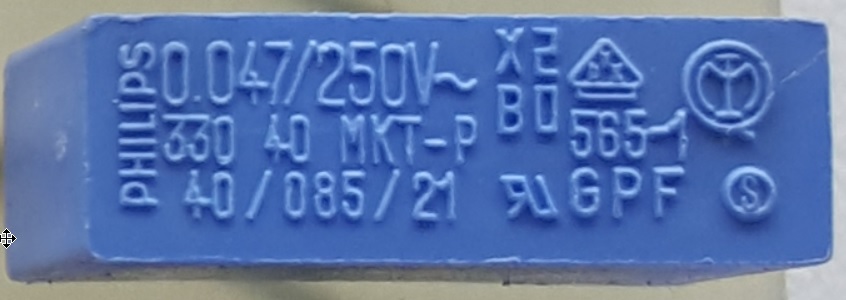 PHILIPS
0.047/250V~ X2
330 40 MKT-P B0 565-1
40/085/21 GPF S